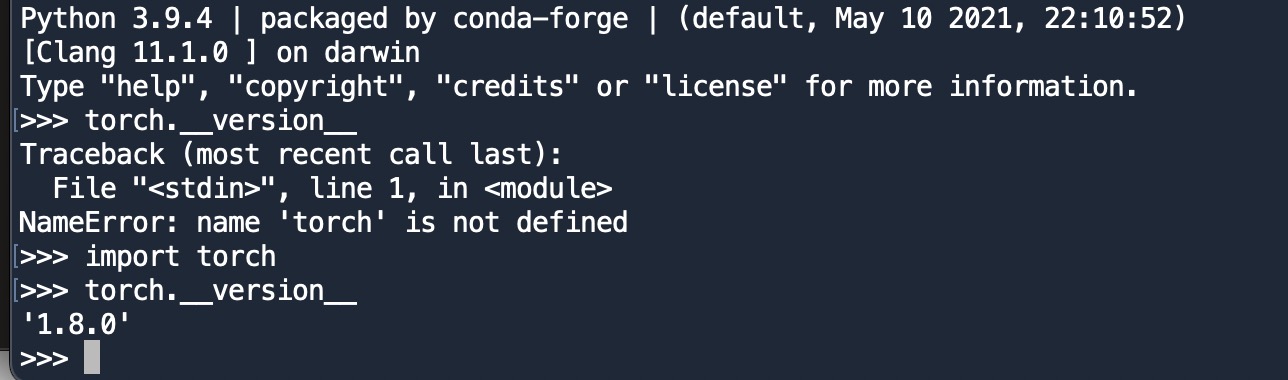 Python 3.9.4 | packaged by conda-forge | (default, May 10 2021, 22:10:52)
[Clang 11.1.0 ] on darwin
Type "help", "copyright", "credits" or "license" for more information.
[>>> torch.__version__
Traceback (most recent call last):
  File "<stdin>", line 1, in <module>
NameError: name 'torch' is not defined
[>>> import torch
[>>> torch.__version__
'1.8.0'
>>>